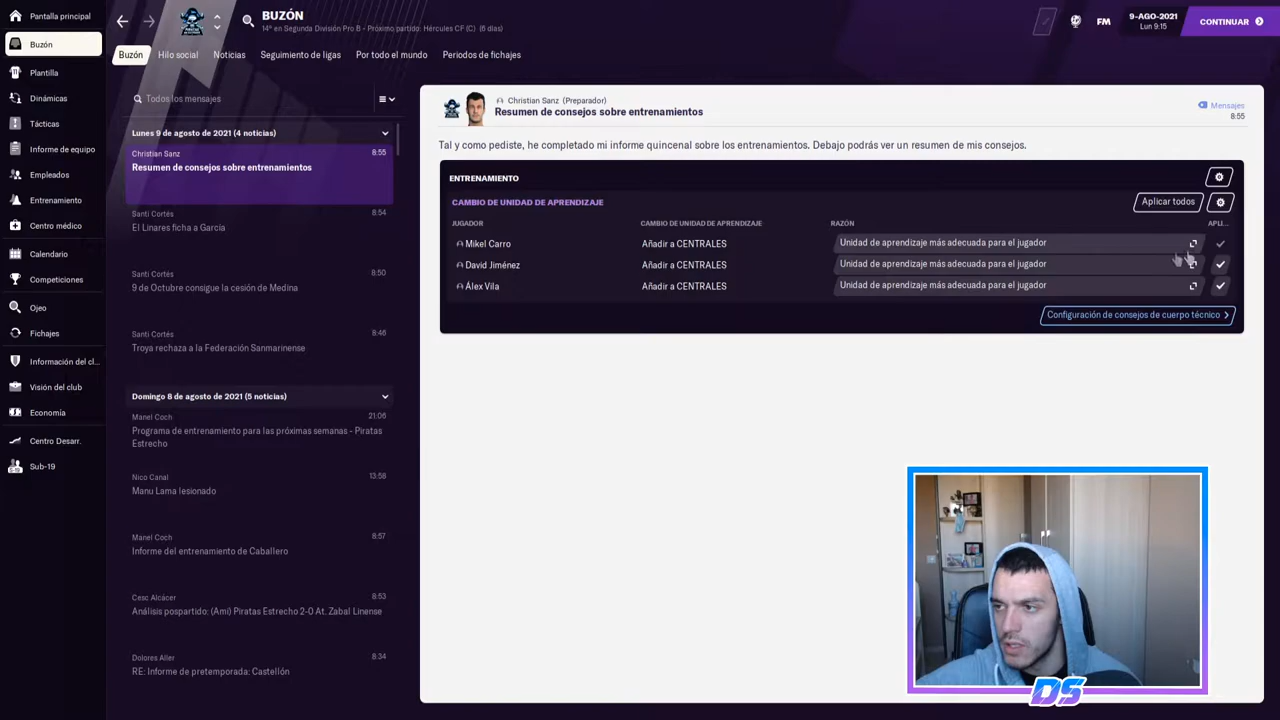 Pantalla principal
Buzón
Plantilla
Dinámicas
Tácticas
Informe de equipo
Empleados
Entrenamiento
Centro médico
Calendario
Competiciones
Ojeo
Fichajes
Información del cl...
Visión del club
Economía
Centro Desarr.
Sub-19
BUZÓN
14º en Segunda División Pro B - Próximo partido: Hércules CF (C) (6 días)
FM
9-AGO-2021
Lun 9:15
CONTINUAR
Buzón
Hilo social
Noticias
Seguimiento de ligas
Por todo el mundo
Periodos de fichajes
Todos los mensajes
Lunes 9 de agosto de 2021 (4 noticias)
Christian Sanz 8:55
Resumen de consejos sobre entrenamientos
Santi Cortés 8:54
El Linares ficha a García
Santi Cortés 8:50
9 de Octubre consigue la cesión de Medina
Santi Cortés 8:46
Troya rechaza a la Federación Sanmarinense
Domingo 8 de agosto de 2021 (5 noticias)
Manel Coch 21:06
Programa de entrenamiento para las próximas semanas - Piratas
Estrecho
Nico Canal 13:58
Manu Lama lesionado
Manel Coch 8:57
Informe del entrenamiento de Caballero
Cesc Alcácer 8:53
Análisis pospartido: (Ami) Piratas Estrecho 2-0 At. Zabal Linense
Dolores Aller 8:34
RE: Informe de pretemporada: Castellón
Christian Sanz (Preparador)
Resumen de consejos sobre entrenamientos
Mensajes
8:55
Tal y como pediste, he completado mi informe quincenal sobre los entrenamientos. Debajo podrás ver un resumen de mis consejos.
ENTRENAMIENTO
CAMBIO DE UNIDAD DE APRENDIZAJE
Aplicar todos
JUGADOR CAMBIO DE UNIDAD DE APRENDIZAJE RAZÓN APLI...
Mikel Carro Añadir a CENTRALES Unidad de aprendizaje más adecuada para el jugador
David Jiménez Añadir a CENTRALES Unidad de aprendizaje más adecuada para el jugador
Álex Vila Añadir a CENTRALES Unidad de aprendizaje más adecuada para el jugador
Configuración de consejos de cuerpo técnico
DS